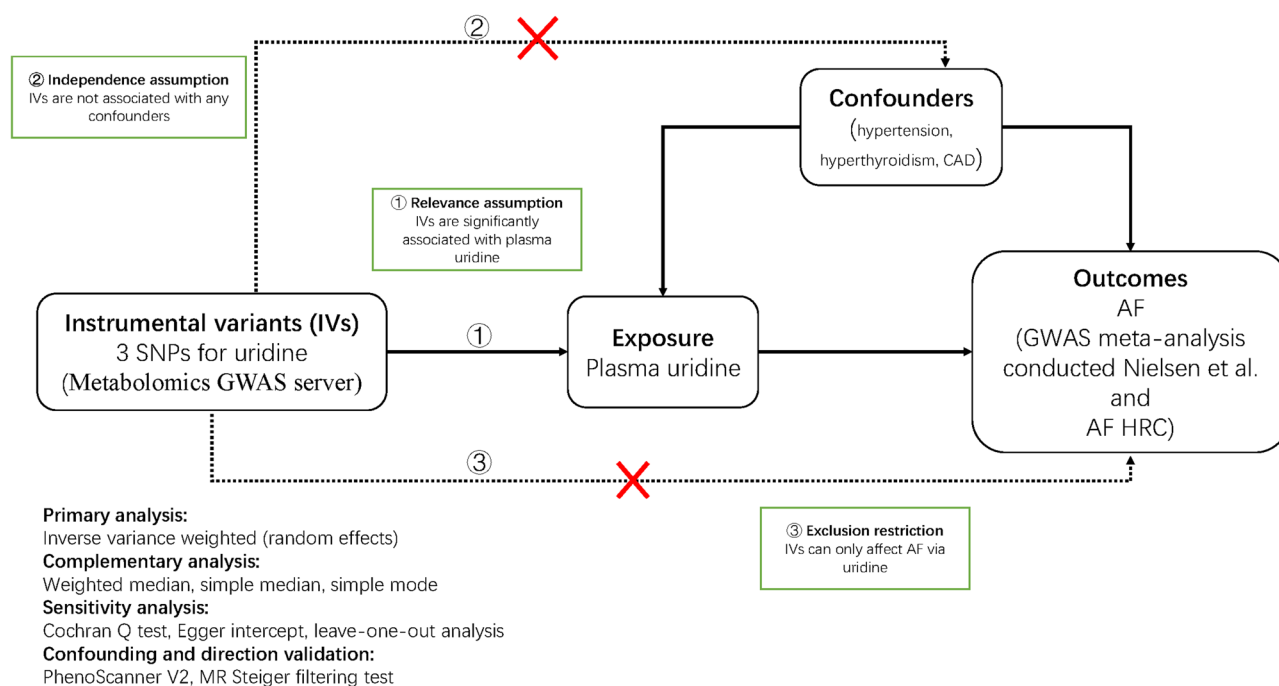 ②
② Independence assumption
IVs are not associated with any
confounders
Confounders
(hypertension,
hyperthyroidism, CAD)
① Relevance assumption
IVs are significantly
associated with plasma
uridine
Instrumental variants (IVs)
3 SNPs for uridine
(Metabolomics GWAS server)
①
Exposure
Plasma uridine
Outcomes
AF
(GWAS meta-analysis
conducted Nielsen et al.
and
AF HRC)
③
③ Exclusion restriction
IVs can only affect AF via
uridine
Primary analysis:
Inverse variance weighted (random effects)
Complementary analysis:
Weighted median, simple median, simple mode
Sensitivity analysis:
Cochran Q test, Egger intercept, leave-one-out analysis
Confounding and direction validation:
PhenoScanner V2, MR Steiger filtering test